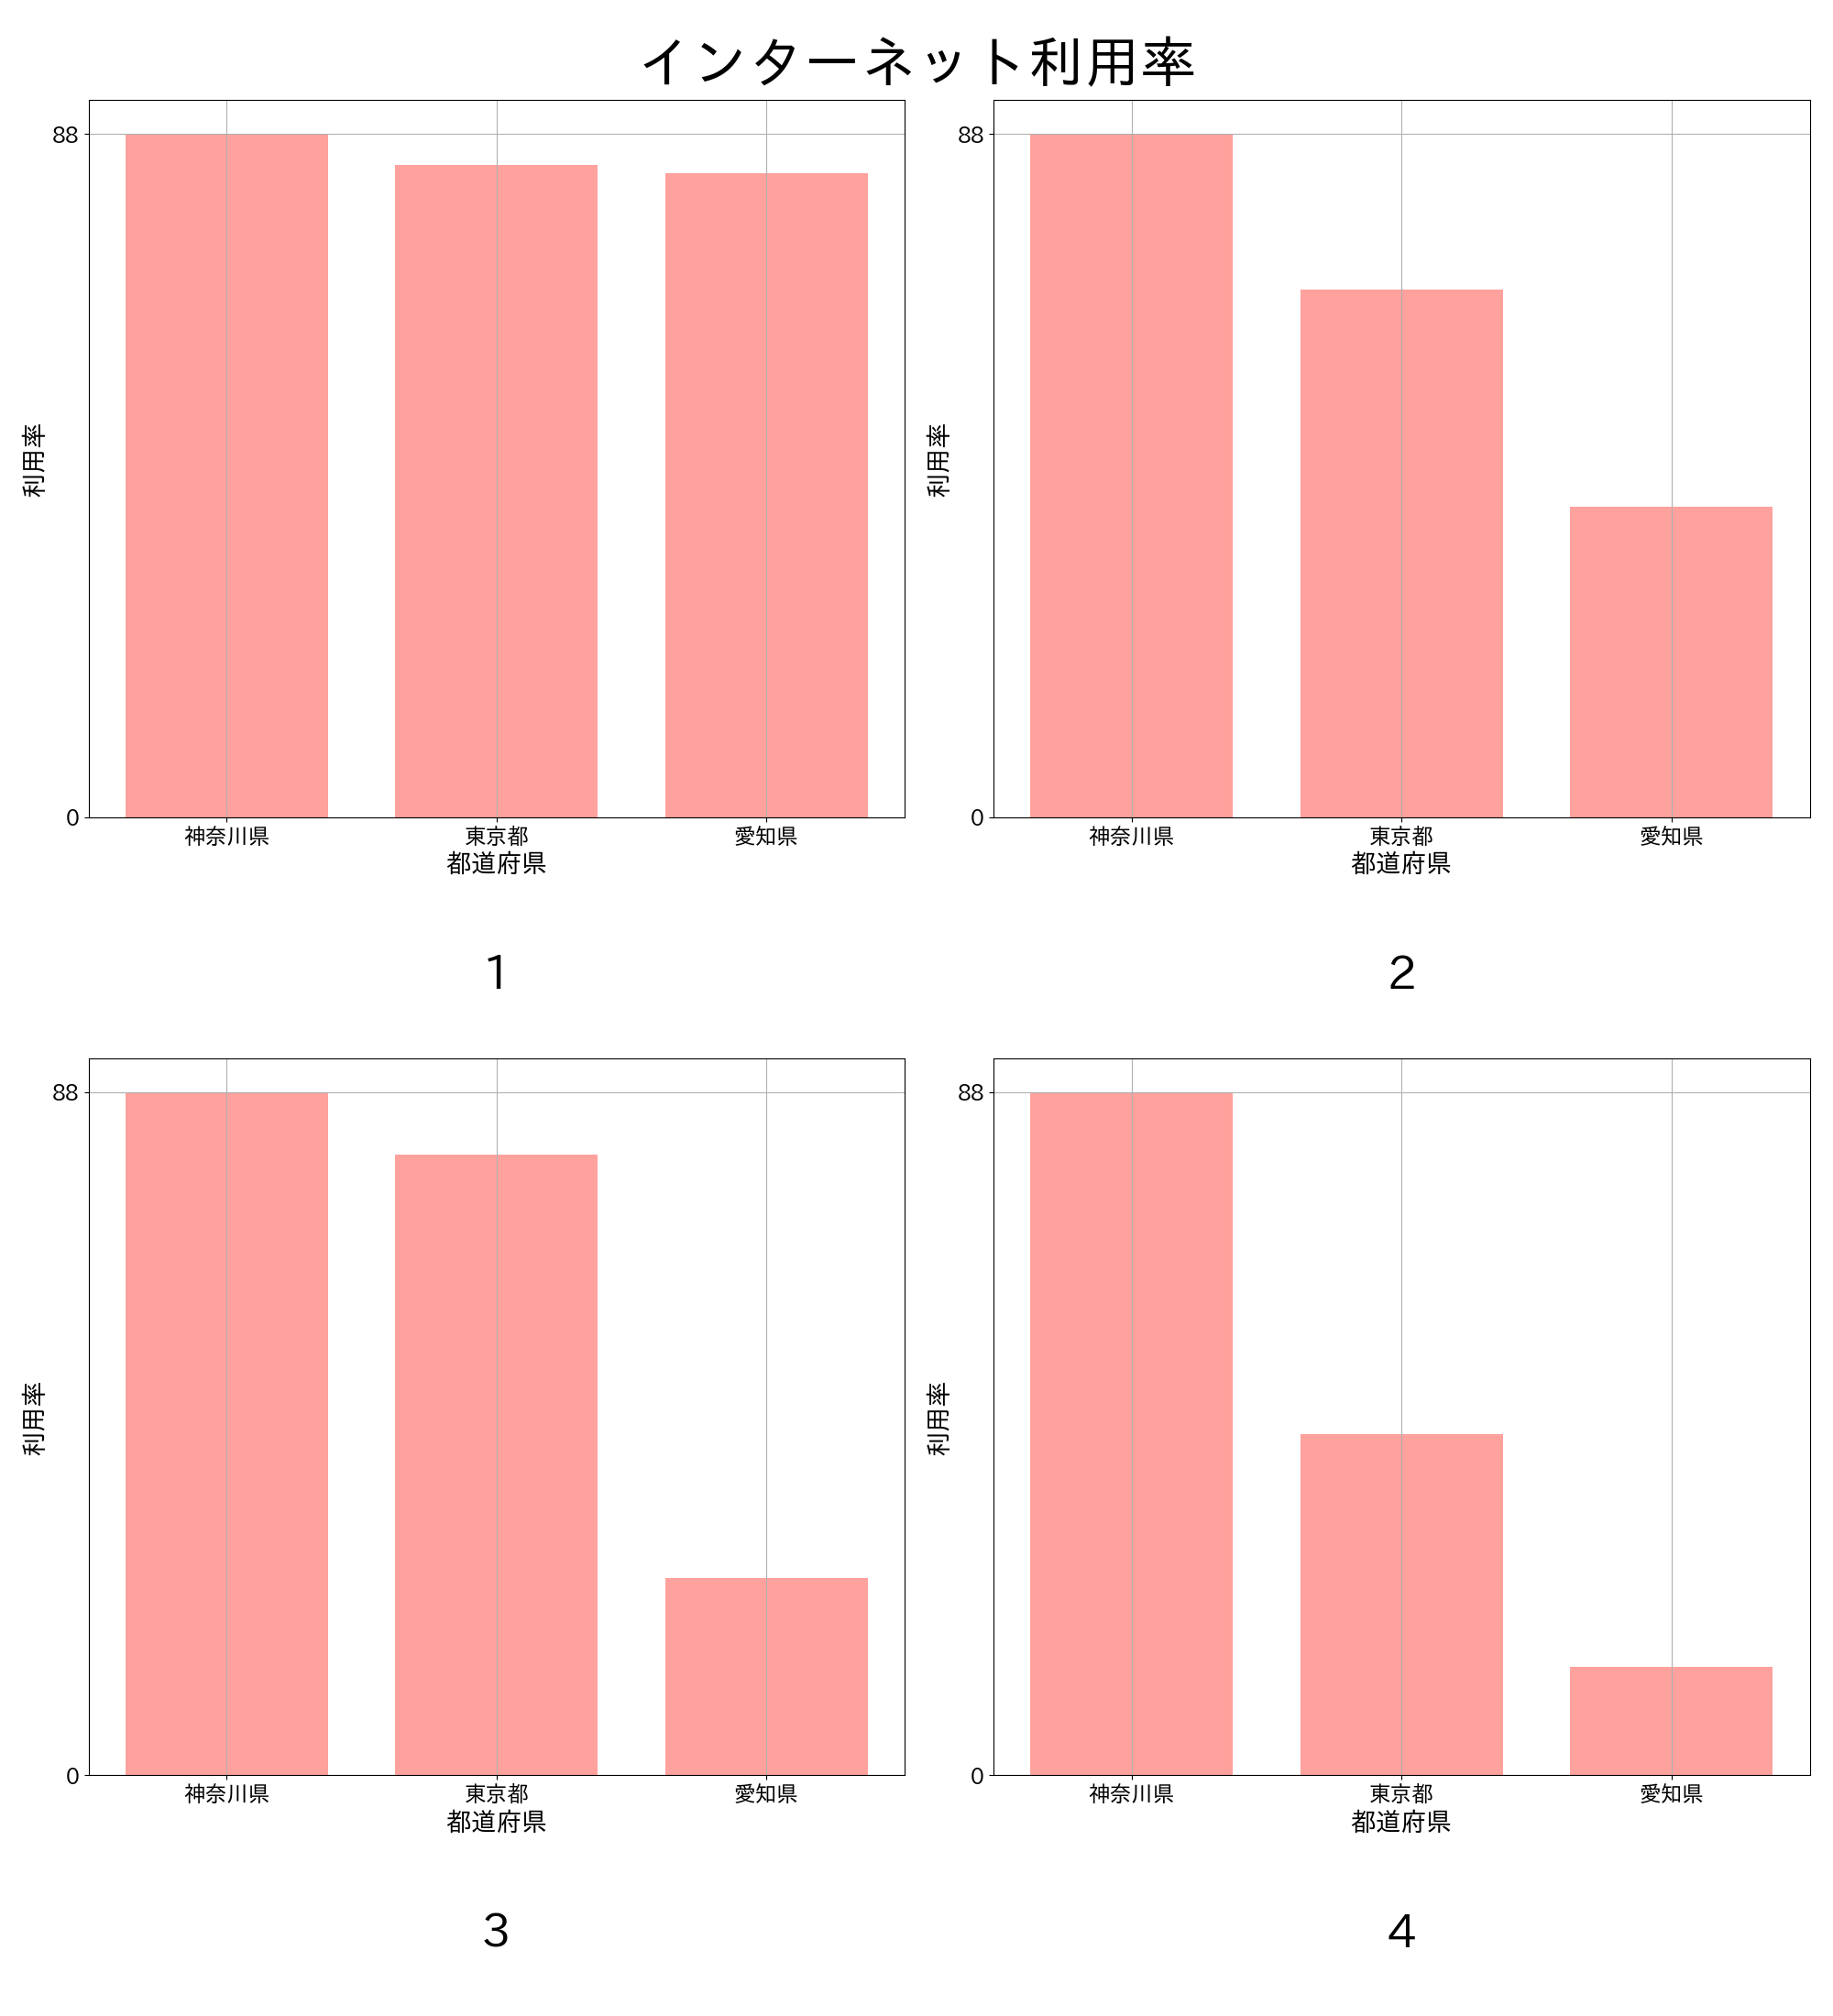 インターネット利用率
88
0
利用率
神奈川県 東京都 愛知県
都道府県
1
88
0
利用率
神奈川県 東京都 愛知県
都道府県
2
88
0
利用率
神奈川県 東京都 愛知県
都道府県
3
88
0
利用率
神奈川県 東京都 愛知県
都道府県
4